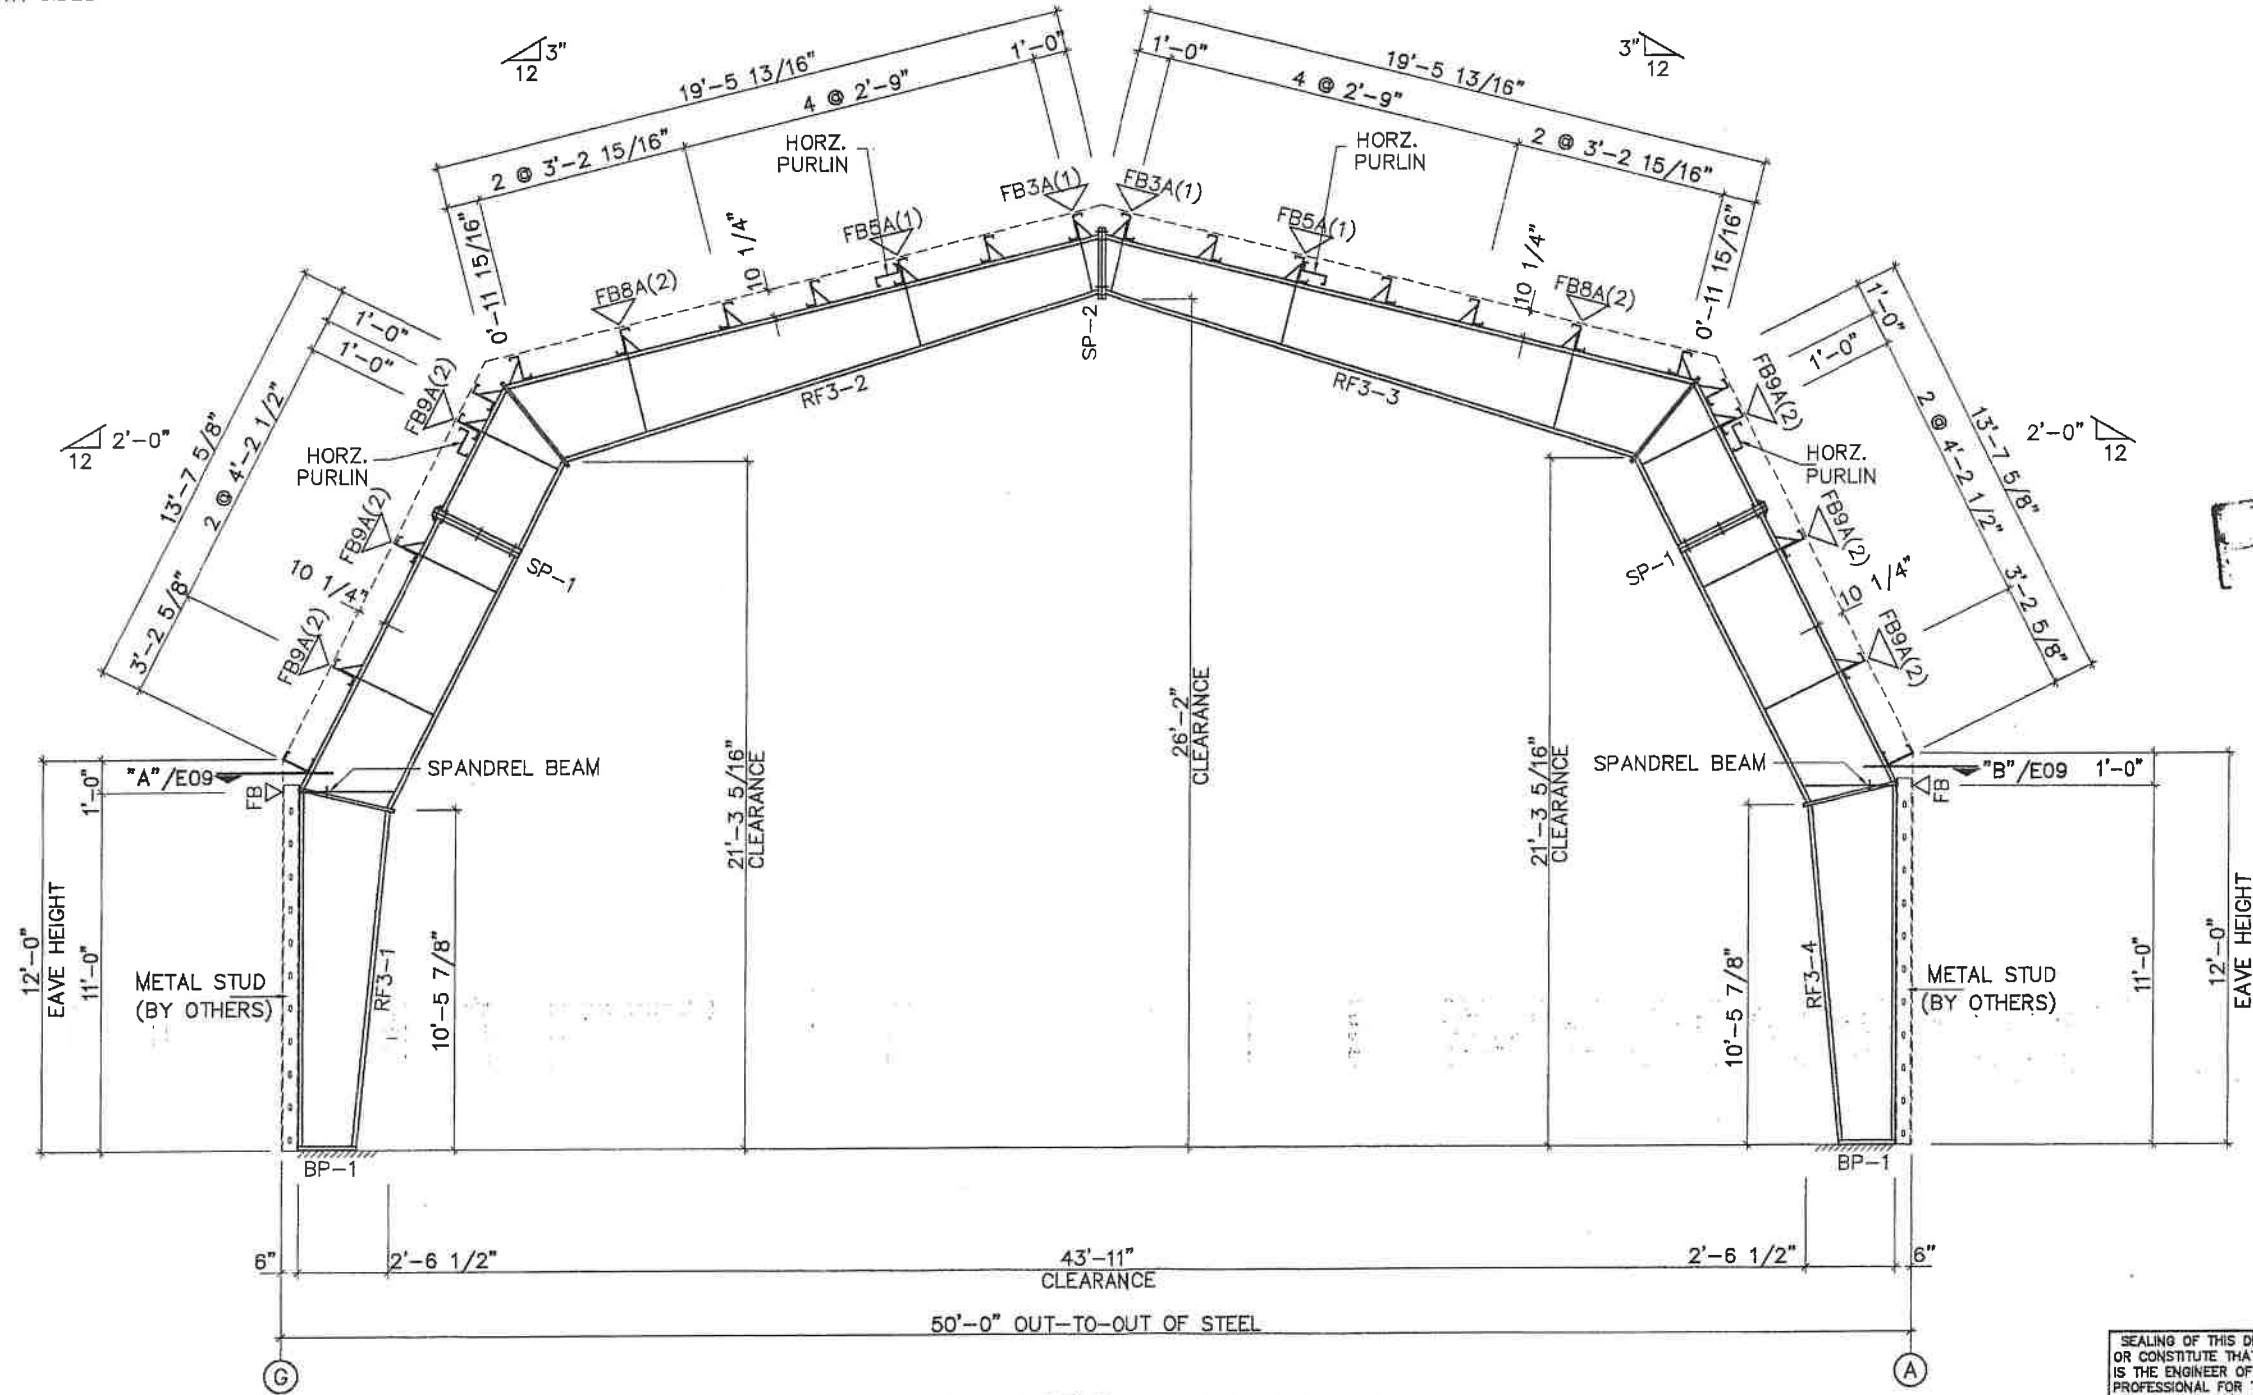 3"
12
3"
12
19'-5 13/16"
1'-0"
4 @ 2'-9"
2 @ 3'-2 15/16"
0'-11 15/16"
1'-0"
19'-5 13/16"
4 @ 2'-9"
2 @ 3'-2 15/16"
0'-11 15/16"
HORZ.
PURLIN
HORZ.
PURLIN
FB3A(1)
FB3A(1)
FB5A(1)
FB5A(1)
10 1/4"
10 1/4"
FB8A(2)
FB8A(2)
SP-2
RF3-2
RF3-3
1'-0"
1'-0"
2 @ 4'-2 1/2"
13'-7 5/8"
3'-2 5/8"
10 1/4"
2'-0"
12
FB9A(2)
FB9A(2)
FB9A(2)
HORZ.
PURLIN
SP-1
1'-0"
1'-0"
2 @ 4'-2 1/2"
13'-7 5/8"
3'-2 5/8"
10 1/4"
2'-0"
12
FB9A(2)
FB9A(2)
FB9A(2)
HORZ.
PURLIN
SP-1
"A"/E09
SPANDREL BEAM
FB
1'-0"
12'-0"
EAVE HEIGHT
11'-0"
METAL STUD
(BY OTHERS)
RF3-1
10'-5 7/8"
BP-1
21'-3 5/16"
CLEARANCE
26'-2"
CLEARANCE
21'-3 5/16"
CLEARANCE
SPANDREL BEAM
"B"/E09
1'-0"
FB
10'-5 7/8"
RF3-4
METAL STUD
(BY OTHERS)
11'-0"
12'-0"
EAVE HEIGHT
BP-1
6"
2'-6 1/2"
43'-11"
CLEARANCE
2'-6 1/2"
6"
50'-0" OUT-TO-OUT OF STEEL
G
A
SEALING OF THIS
OR CONSTITUTE THAT
IS THE ENGINEER OF
PROFESSIONAL FOR